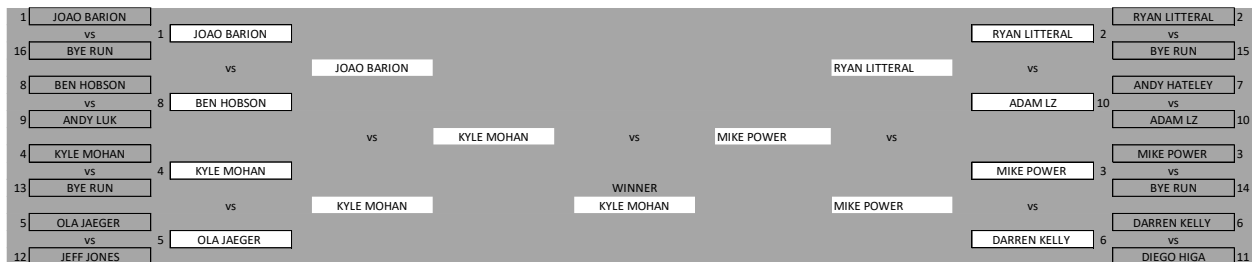 1 JOAO BARION RYAN LITTERAL 2
vs 1 JOAO BARION RYAN LITTERAL 2 vs
16 BYE RUN BYE RUN 15
vs JOAO BARION RYAN LITTERAL vs
8 BEN HOBSON ANDY HATELEY 7
vs 8 BEN HOBSON ADAM LZ 10 vs
9 ANDY LUK ADAM LZ 10
vs KYLE MOHAN vs MIKE POWER vs
4 KYLE MOHAN MIKE POWER 3
vs 4 KYLE MOHAN MIKE POWER 3 vs
13 BYE RUN WINNER BYE RUN 14
vs KYLE MOHAN KYLE MOHAN MIKE POWER vs
5 OLA JAEGER DARREN KELLY 6
vs 5 OLA JAEGER DARREN KELLY 6 vs
12 JEFF JONES DIEGO HIGA 11